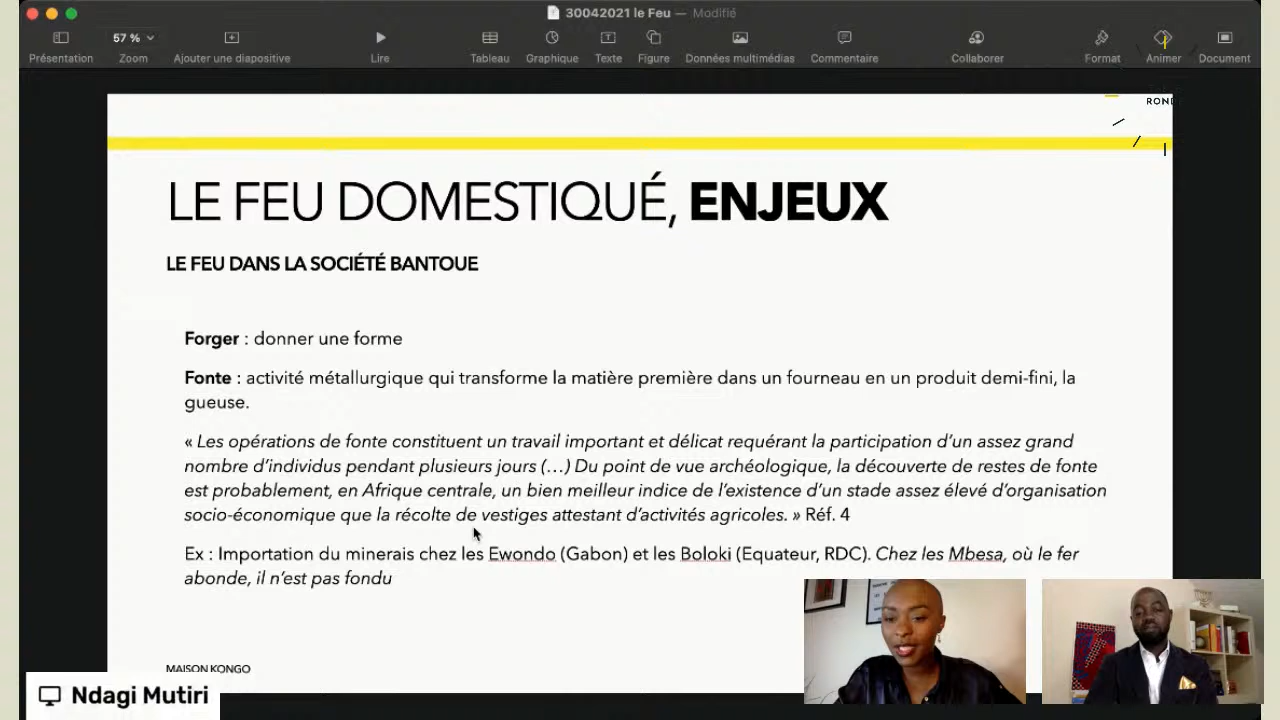 30042021 le Feu — Modifié
57 %
Présentation Zoom Ajouter une diapositive Lire Tableau Graphique Texte Figure Données multimédias Commentaire Collaborer Format Animer Document
LE FEU DOMESTIQUÉ, ENJEUX
LE FEU DANS LA SOCIÉTÉ BANTOUE
Forger : donner une forme
Fonte : activité métallurgique qui transforme la matière première dans un fourneau en un produit demi-fini, la
gueuse.
« Les opérations de fonte constituent un travail important et délicat requérant la participation d'un assez grand
nombre d'individus pendant plusieurs jours (…) Du point de vue archéologique, la découverte de restes de fonte
est probablement, en Afrique centrale, un bien meilleur indice de l'existence d'un stade assez élevé d'organisation
socio-économique que la récolte de vestiges attestant d'activités agricoles. » Réf. 4
Ex : Importation du minerais chez les Ewondo (Gabon) et les Boloki (Equateur, RDC). Chez les Mbesa, où le fer
abonde, il n'est pas fondu
MAISON KONGO
Ndagi Mutiri